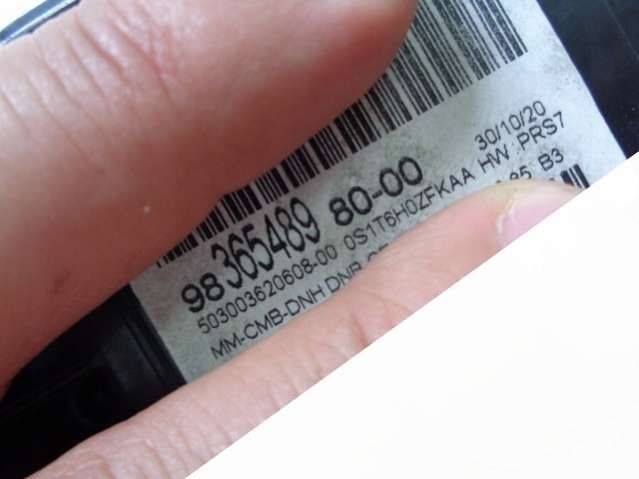 30/10/20
98 365489 80-00
503003620608-00 0S1T6H0ZFKAA HW PRS7
MM-CMB-DNH DNB B3